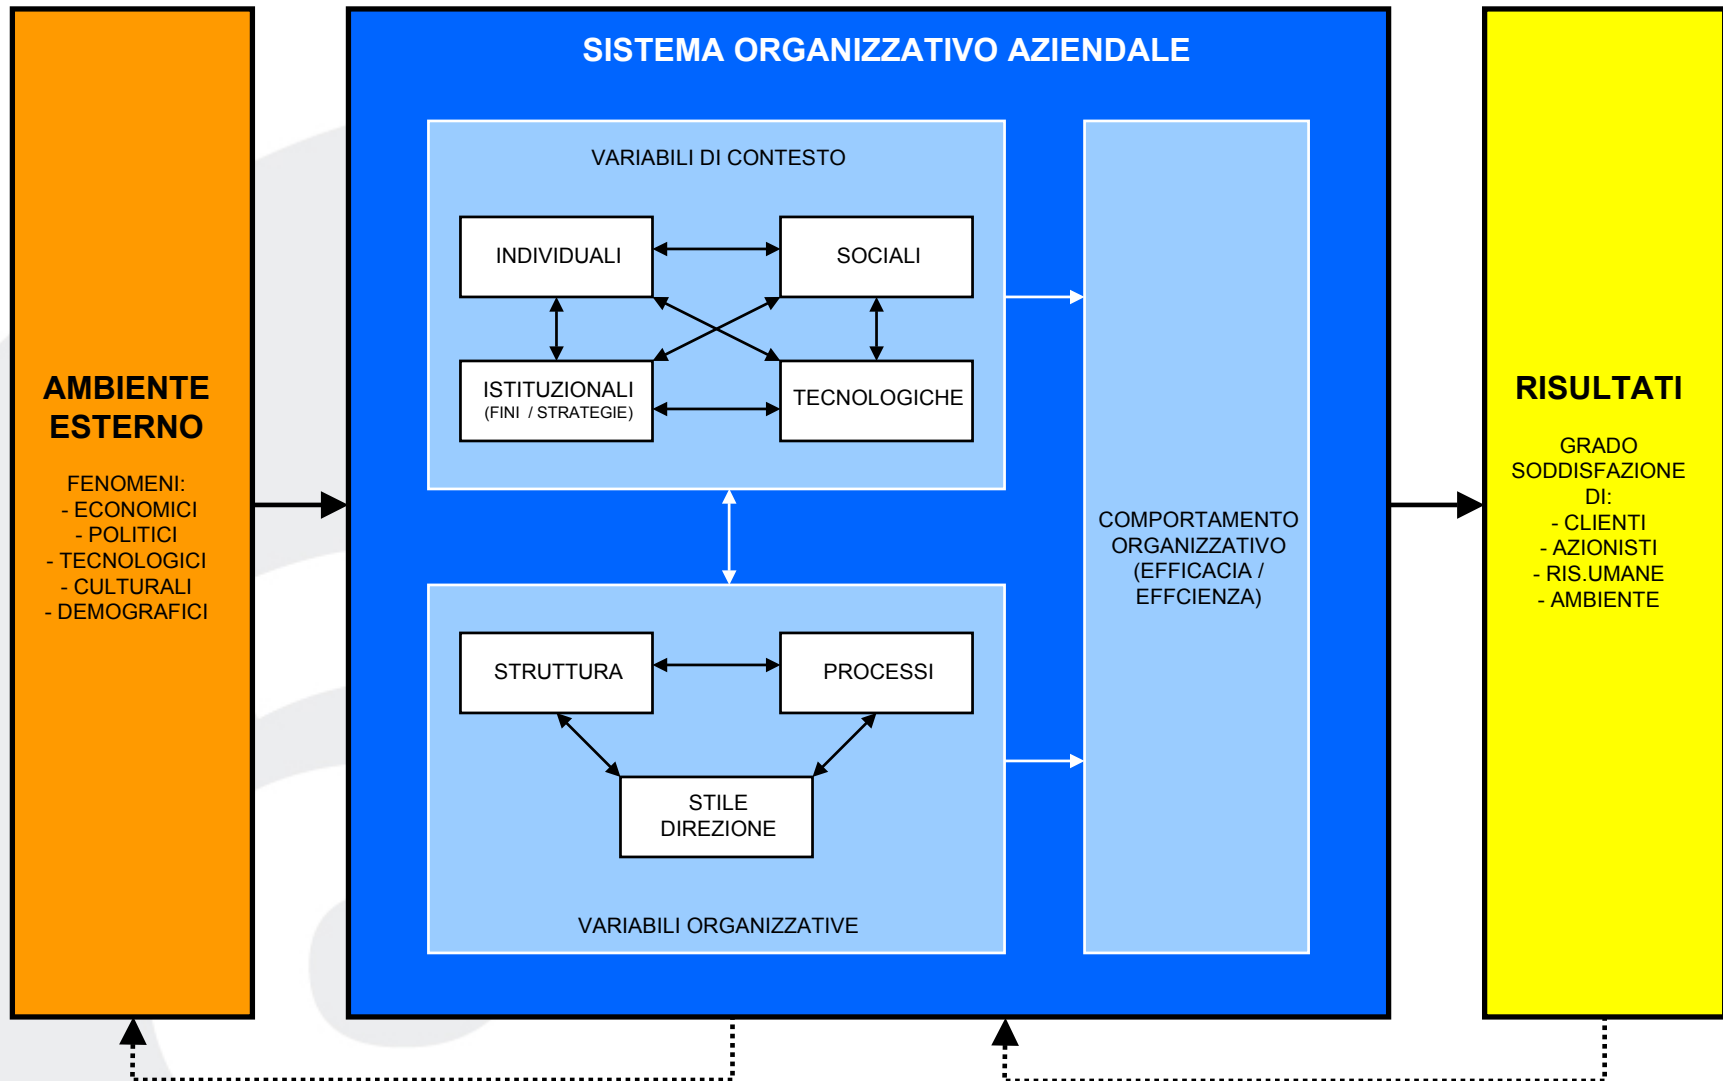 SISTEMA ORGANIZZATIVO AZIENDALE
AMBIENTE
ESTERNO
FENOMENI:
- ECONOMICI
- POLITICI
- TECNOLOGICI
- CULTURALI
- DEMOGRAFICI
VARIABILI DI CONTESTO
INDIVIDUALI
SOCIALI
ISTITUZIONALI
(FINI / STRATEGIE)
TECNOLOGICHE
STRUTTURA
PROCESSI
STILE
DIREZIONE
VARIABILI ORGANIZZATIVE
COMPORTAMENTO
ORGANIZZATIVO
(EFFICACIA /
EFFCIENZA)
RISULTATI
GRADO
SODDISFAZIONE
DI:
- CLIENTI
- AZIONISTI
- RIS.UMANE
- AMBIENTE